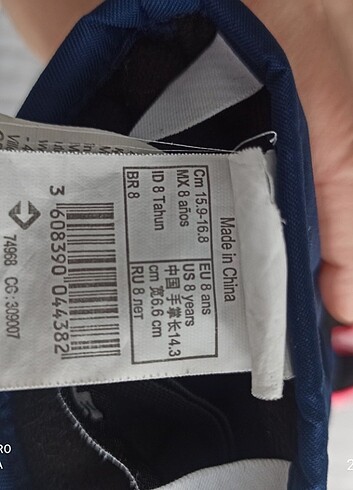 Made in China
Cm 15.9-16.8
EU 8 ans
MX 8 años
US 8 years
ID 8 Tahun
中国 手掌长14.3
cm 宽6.6 cm
BR 8
RU 8 лет
3 608390 044382
74968 CG:309007